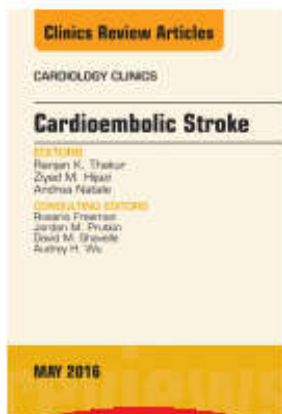 Clinics Review Articles
CARDIOLOGY CLINICS
Cardioembolic Stroke
EDITORS
Ranjan K. Thakur
Ziyad M. Hijazi
Andrea Natale
CONSULTING EDITORS
Rosario Freeman
Jordan M. Prutkin
David M. Shavelle
Audrey H. Wu
MAY 2016